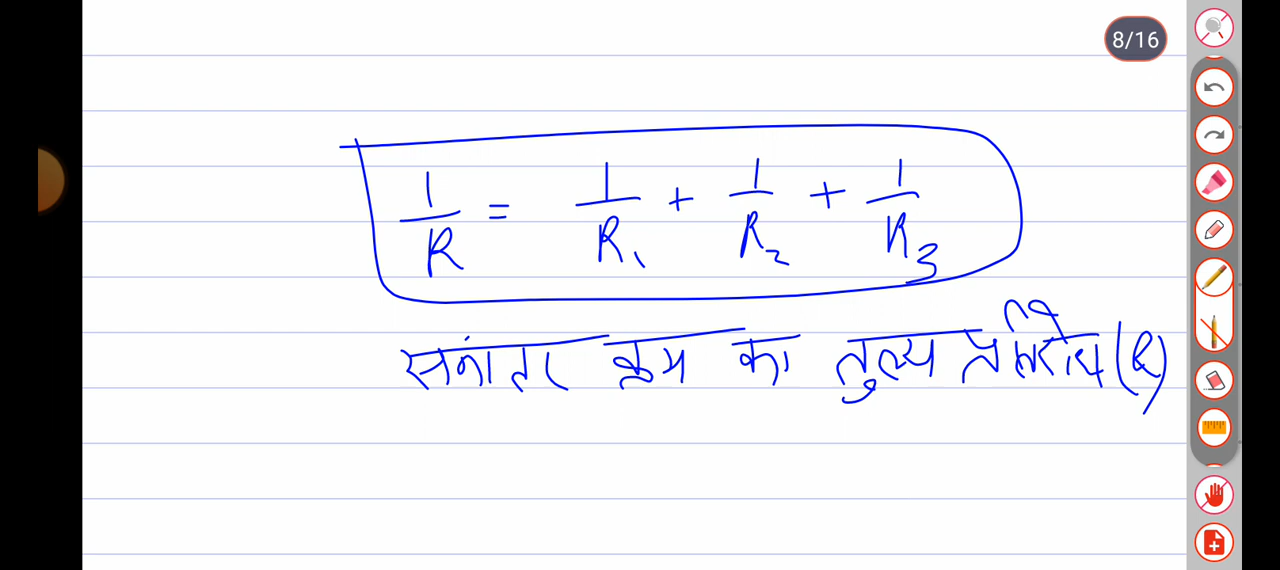 8/16
1/R = 1/R₁ + 1/R₂ + 1/R₃
समांतर क्रम का तुल्य प्रतिरोध (R)